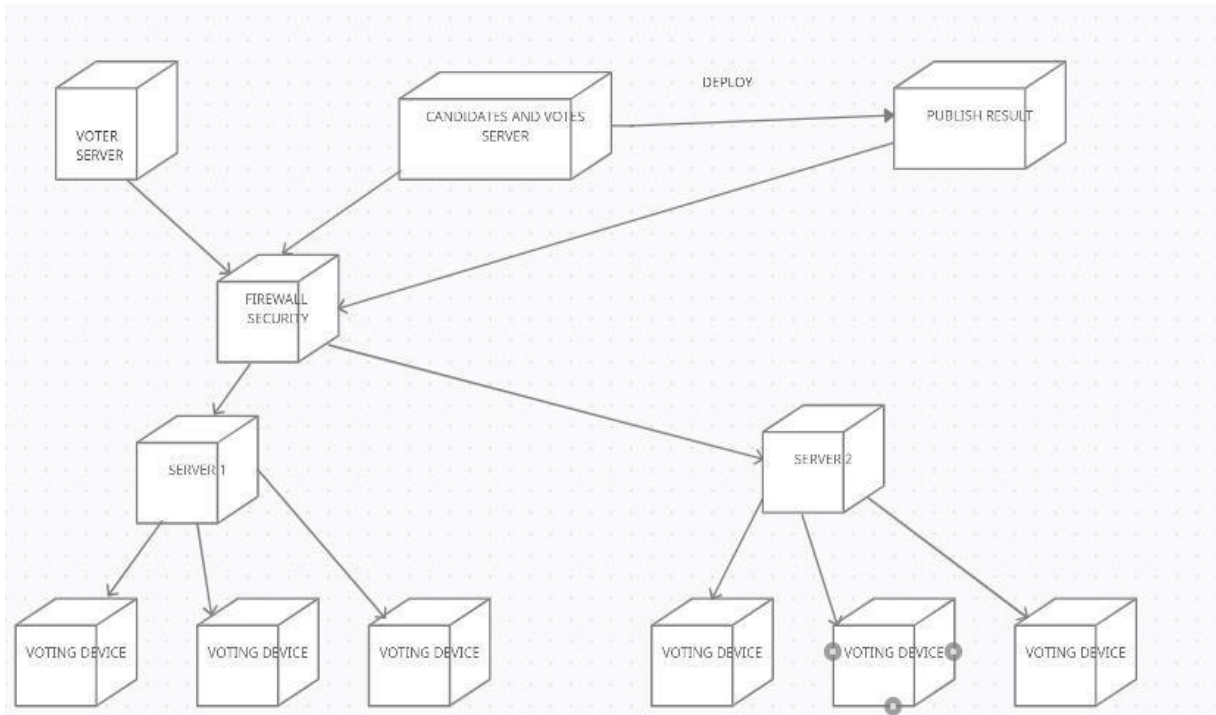 DEPLOY
VOTER
SERVER
CANDIDATES AND VOTES
SERVER
PUBLISH RESULT
FIREWALL
SECURITY
SERVER 1
SERVER 2
VOTING DEVICE
VOTING DEVICE
VOTING DEVICE
VOTING DEVICE
VOTING DEVICE
VOTING DEVICE